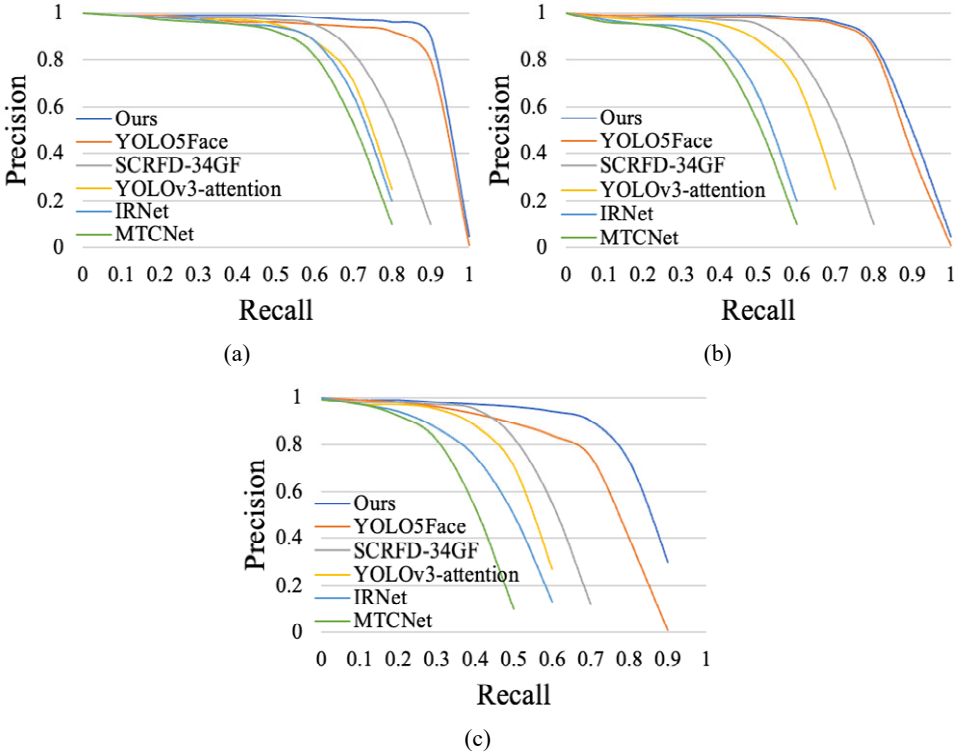 1
0.8
0.6
0.4
0.2
0
Precision
Ours
YOLO5Face
SCRFD-34GF
YOLOv3-attention
IRNet
MTCNet
0 0.1 0.2 0.3 0.4 0.5 0.6 0.7 0.8 0.9 1
Recall
(a)
1
0.8
0.6
0.4
0.2
0
Precision
Ours
YOLO5Face
SCRFD-34GF
YOLOv3-attention
IRNet
MTCNet
0 0.1 0.2 0.3 0.4 0.5 0.6 0.7 0.8 0.9 1
Recall
(b)
1
0.8
0.6
0.4
0.2
0
Precision
Ours
YOLO5Face
SCRFD-34GF
YOLOv3-attention
IRNet
MTCNet
0 0.1 0.2 0.3 0.4 0.5 0.6 0.7 0.8 0.9 1
Recall
(c)